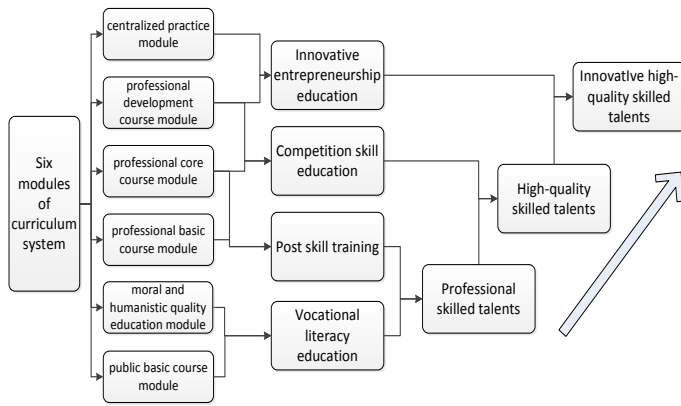 Six
modules
of
curriculum
system
centralized practice
module
professional
development
course module
professional core
course module
professional basic
course module
moral and
humanistic quality
education module
public basic course
module
Innovative
entrepreneurship
education
Competition skill
education
Post skill training
Vocational
literacy
education
Professional
skilled talents
High-quality
skilled talents
Innovative high-
quality skilled
talents